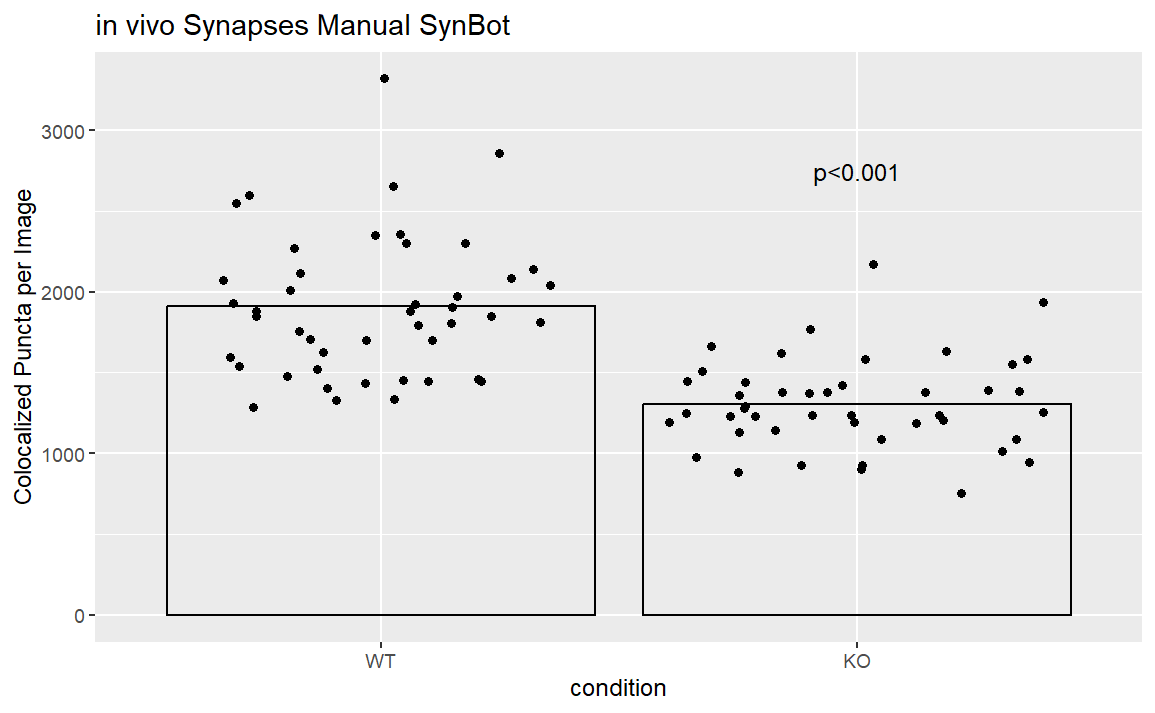 in vivo Synapses Manual SynBot
Colocalized Puncta per Image
3000
2000
1000
0
p<0.001
WT
KO
condition